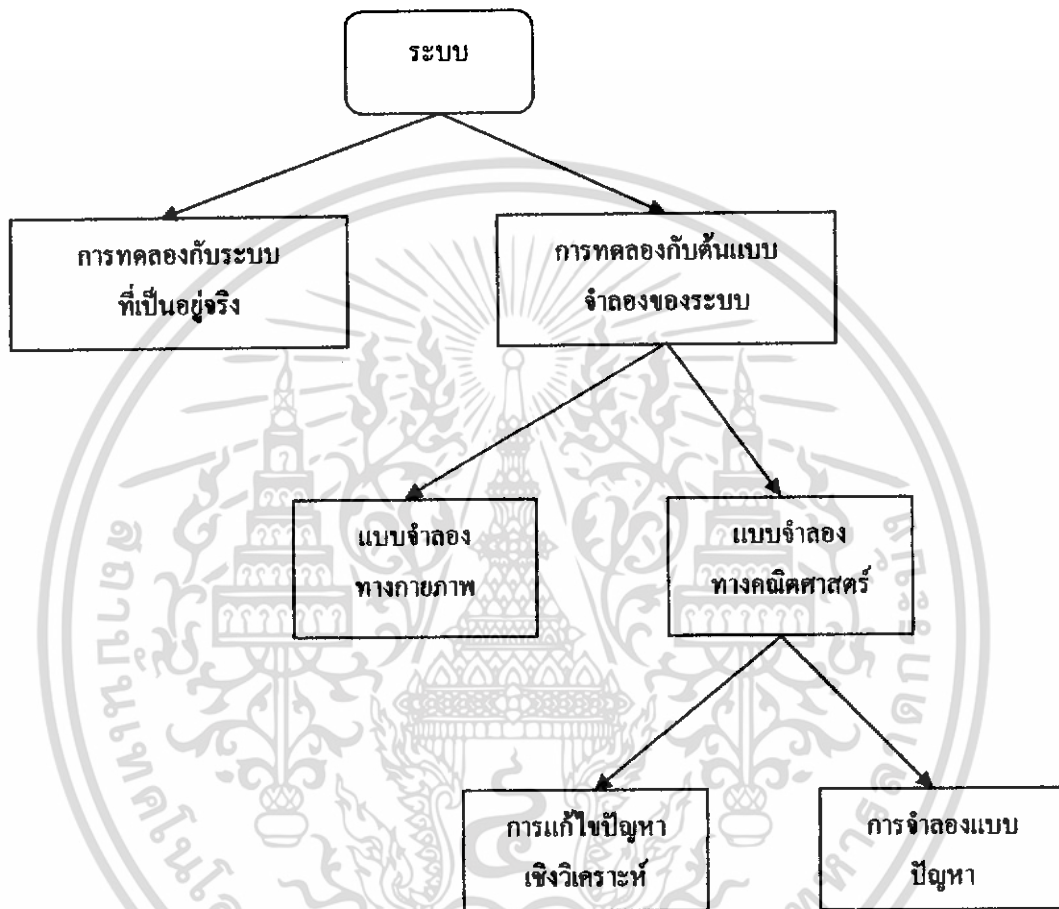 ระบบ
การทดลองกับระบบ
ที่เป็นอยู่จริง
การทดลองกับต้นแบบ
จำลองของระบบ
แบบจำลอง
ทางกายภาพ
แบบจำลอง
ทางคณิตศาสตร์
การแก้ไขปัญหา
เชิงวิเคราะห์
การจำลองแบบ
ปัญหา